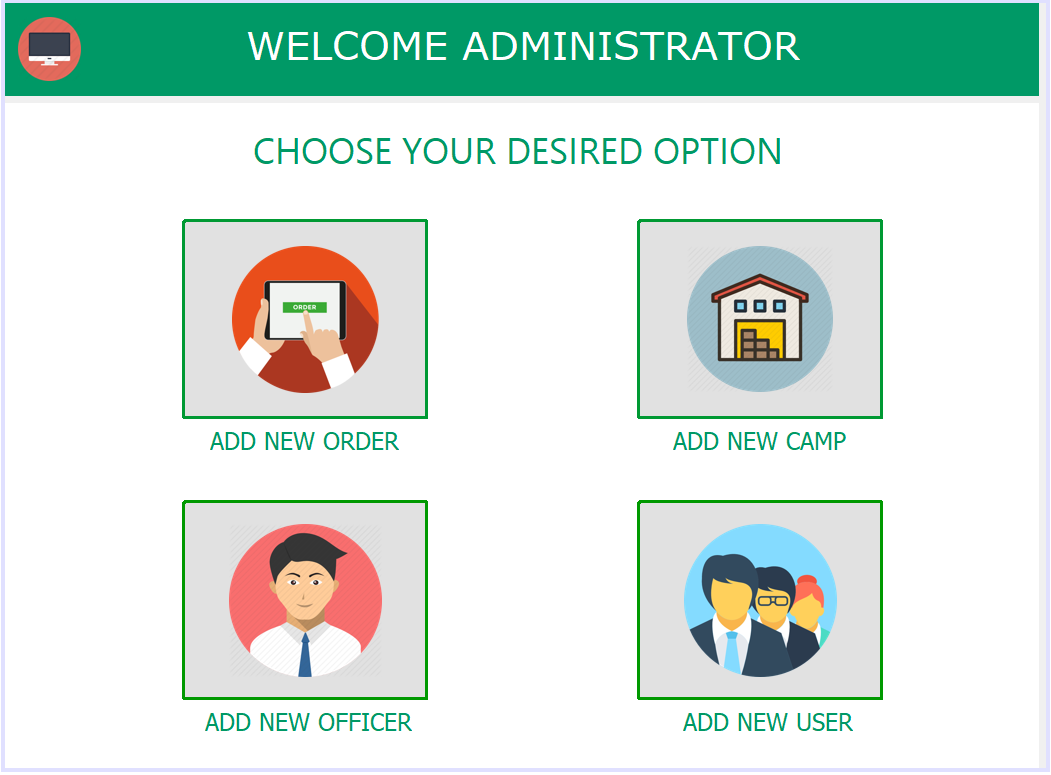 WELCOME ADMINISTRATOR
CHOOSE YOUR DESIRED OPTION
ORDER
ADD NEW ORDER
ADD NEW CAMP
ADD NEW OFFICER
ADD NEW USER